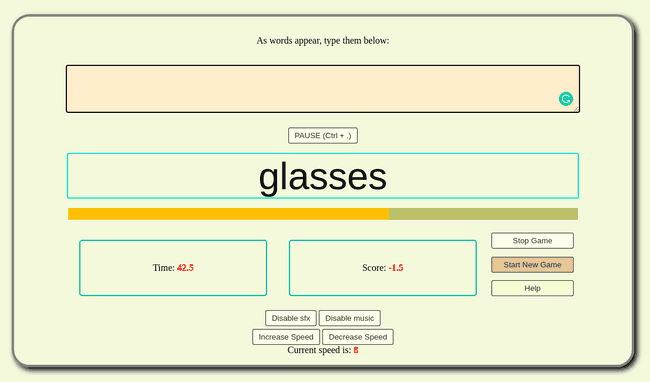 As words appear, type them below:
PAUSE (Ctrl + .)
glasses
Time: 42.5
Score: -1.5
Stop Game
Start New Game
Help
Disable sfx Disable music
Increase Speed Decrease Speed
Current speed is: 8